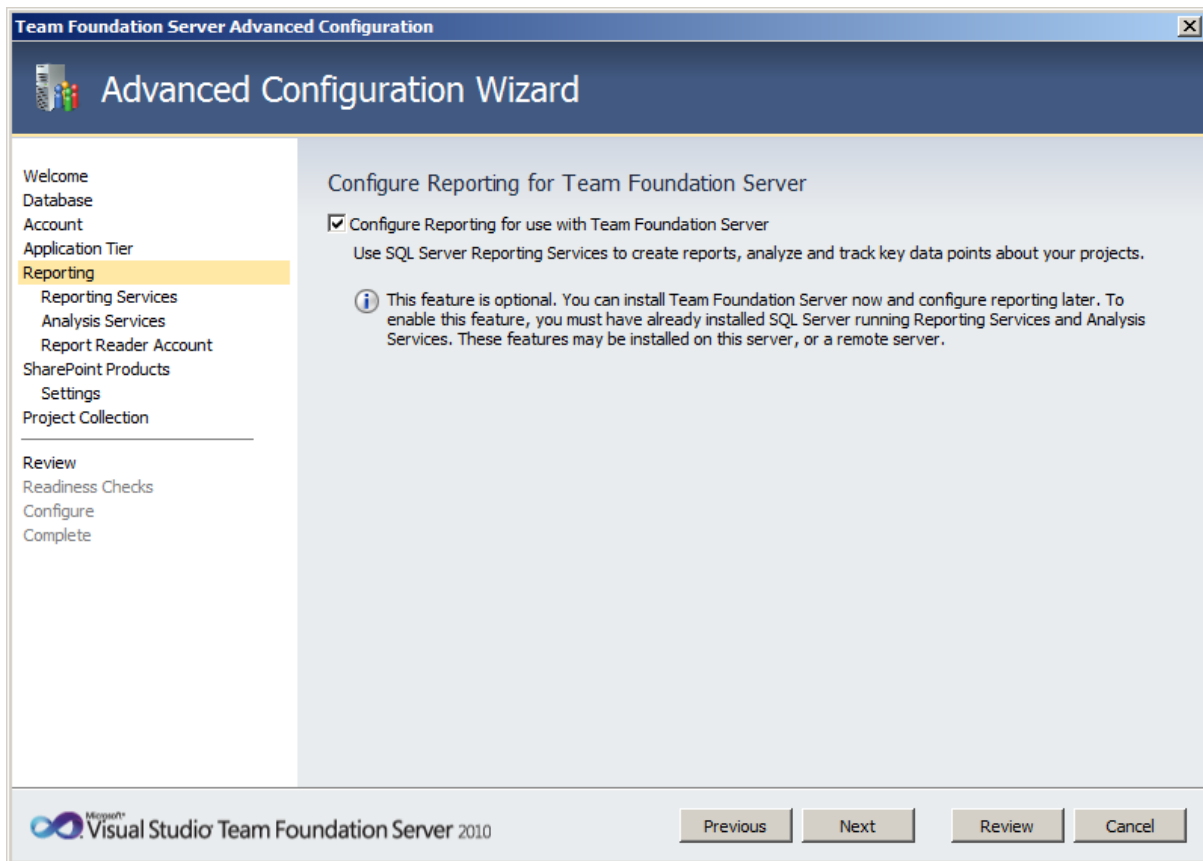 Team Foundation Server Advanced Configuration
Advanced Configuration Wizard
Welcome
Database
Account
Application Tier
Reporting
Reporting Services
Analysis Services
Report Reader Account
SharePoint Products
Settings
Project Collection
Review
Readiness Checks
Configure
Complete
Configure Reporting for Team Foundation Server
Configure Reporting for use with Team Foundation Server
Use SQL Server Reporting Services to create reports, analyze and track key data points about your projects.
This feature is optional. You can install Team Foundation Server now and configure reporting later. To
enable this feature, you must have already installed SQL Server running Reporting Services and Analysis
Services. These features may be installed on this server, or a remote server.
Microsoft®
Visual Studio Team Foundation Server 2010
Previous
Next
Review
Cancel